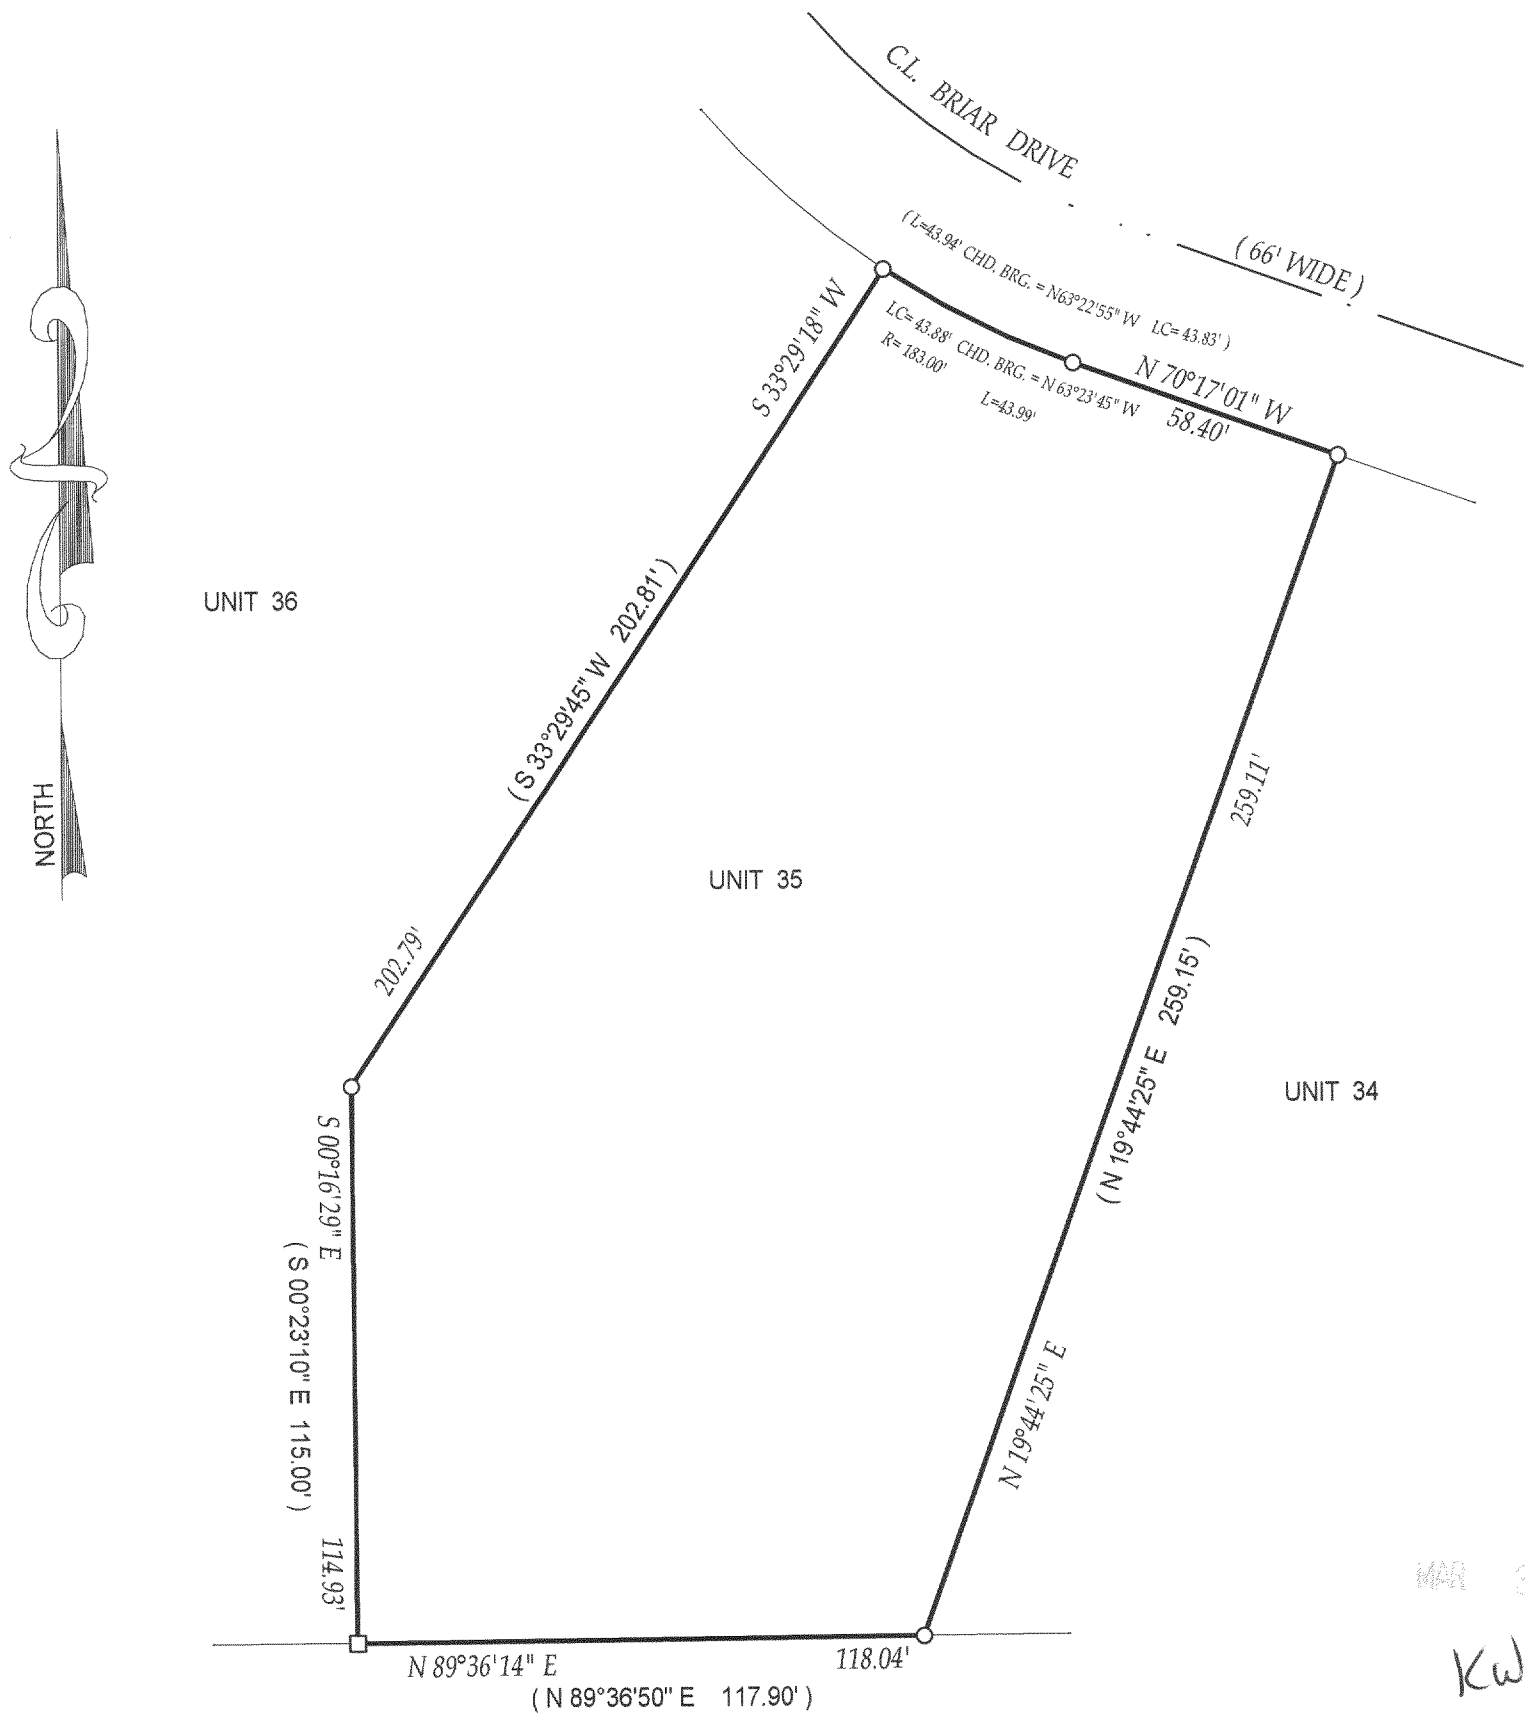 C.L. BRIAR DRIVE
( 66' WIDE )
( L=43.94' CHD. BRG. = N63°22'55" W LC= 43.83' )
LC= 43.88' CHD. BRG. = N 63°23'45" W
R= 183.00'
L=43.99'
N 70°17'01" W
58.40'
S 33°29'18" W
( S 33°29'45" W 202.81' )
202.79'
UNIT 36
NORTH
UNIT 35
259.11'
( N 19°44'25" E 259.15' )
N 19°44'25" E
UNIT 34
S 00°16'29" E
( S 00°23'10" E 115.00' )
114.93'
N 89°36'14" E
118.04'
( N 89°36'50" E 117.90' )
MAR 3
KW